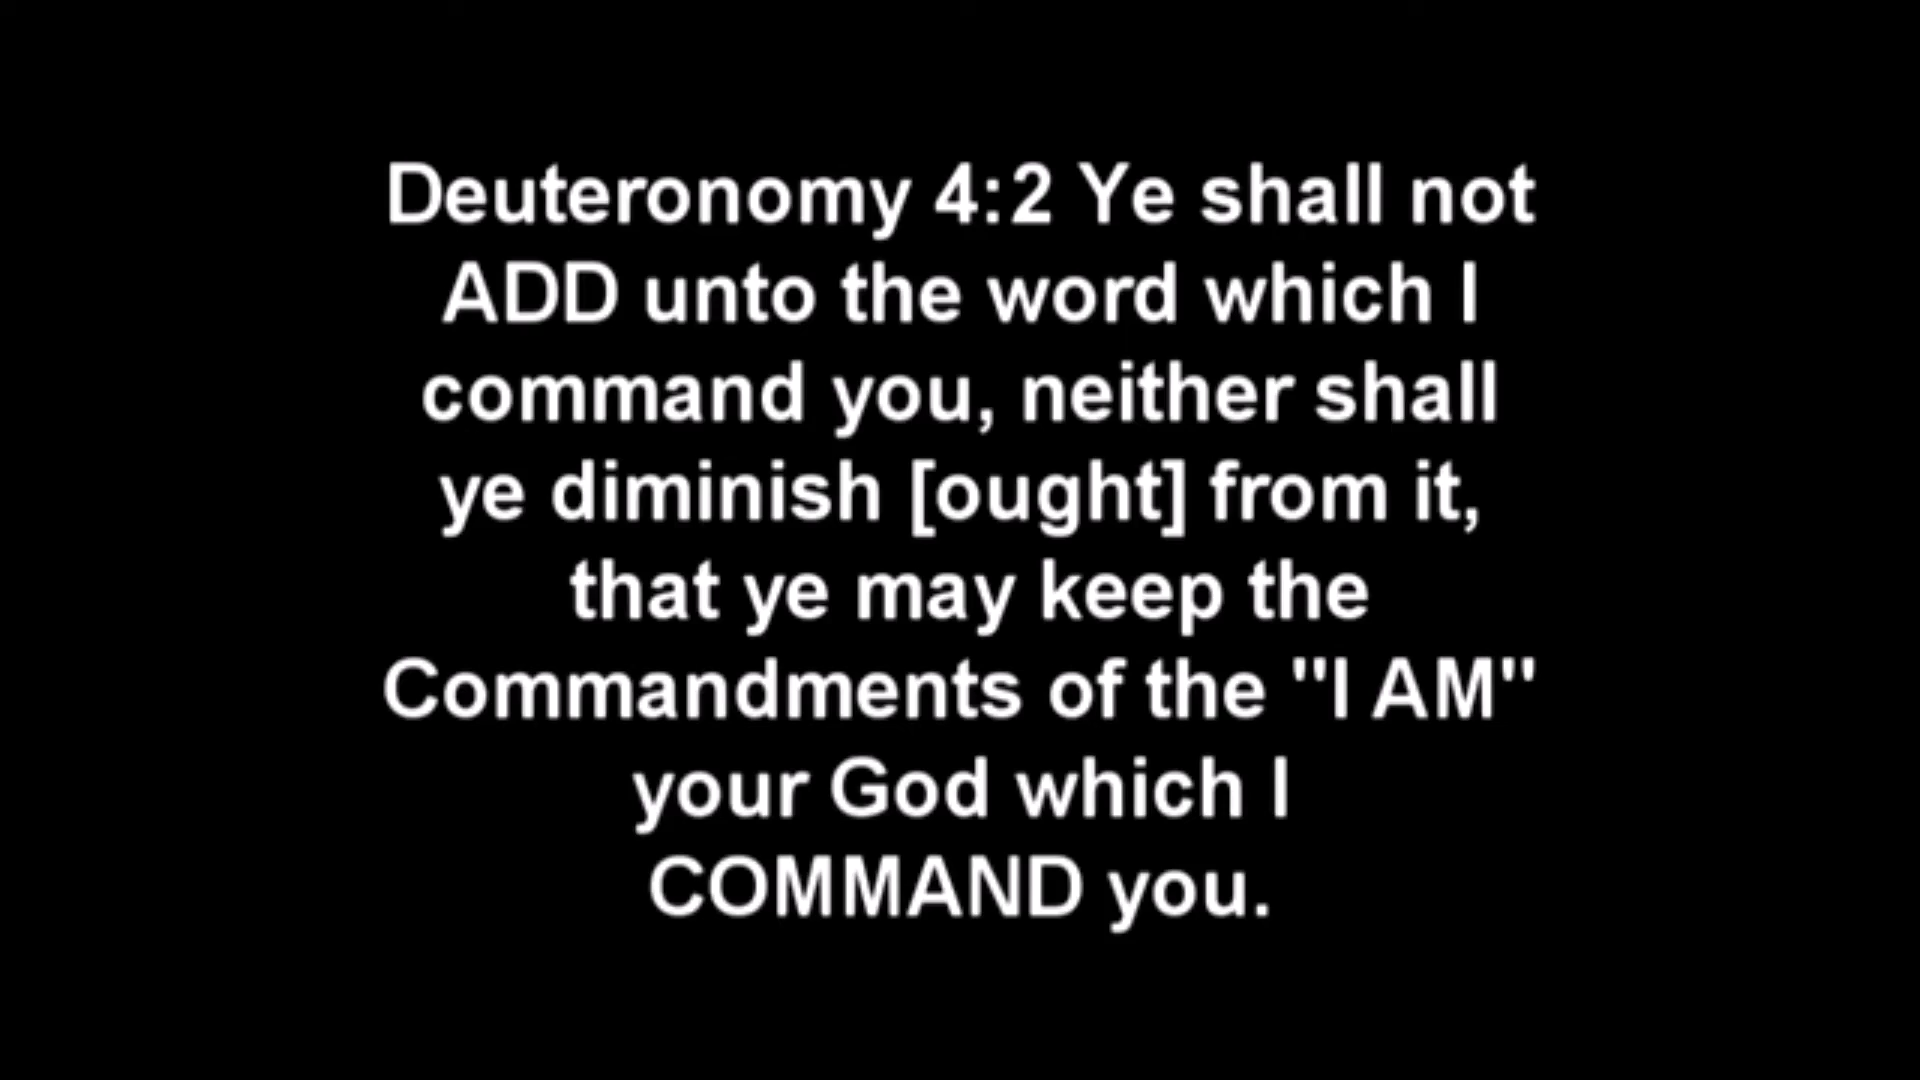 Deuteronomy 4:2 Ye shall not
ADD unto the word which I
command you, neither shall
ye diminish [ought] from it,
that ye may keep the
Commandments of the "I AM"
your God which I
COMMAND you.